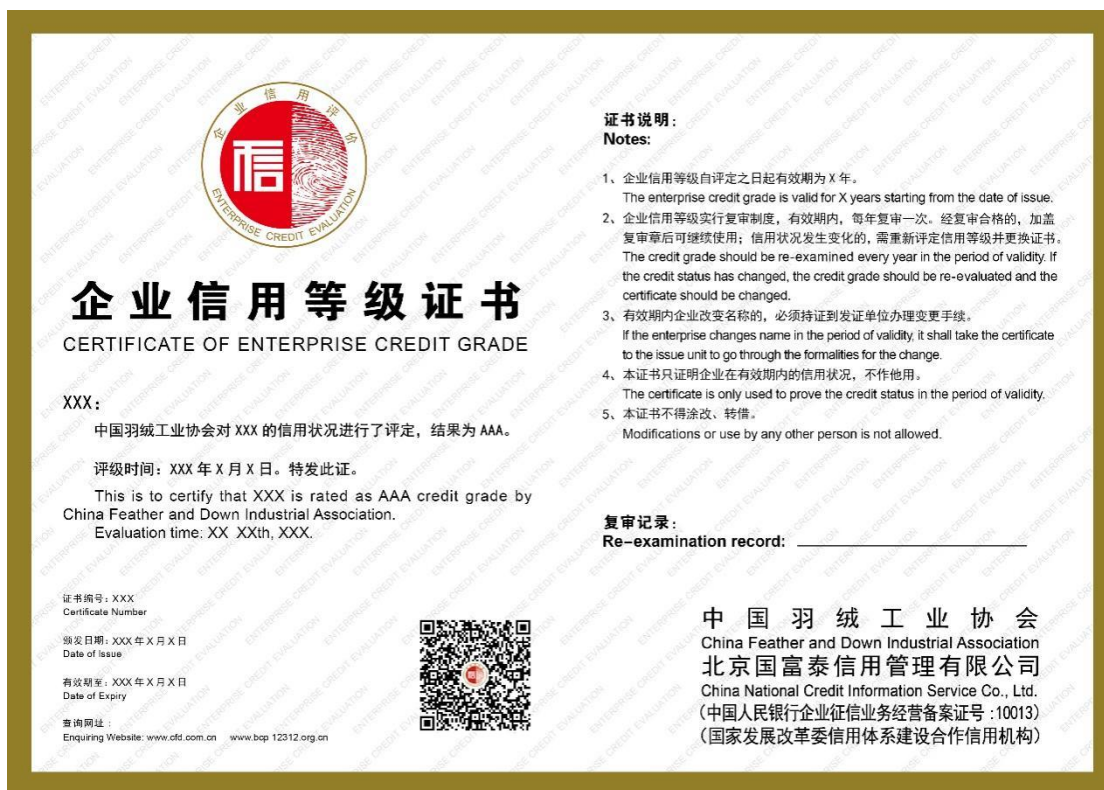 企业信用评价
信
ENTERPRISE CREDIT EVALUATION
企业信用等级证书
CERTIFICATE OF ENTERPRISE CREDIT GRADE
XXX：
中国羽绒工业协会对 XXX 的信用状况进行了评定，结果为 AAA。
评级时间：XXX 年 X 月 X 日。特发此证。
This is to certify that XXX is rated as AAA credit grade by
China Feather and Down Industrial Association.
Evaluation time: XX XXth, XXX.
证书编号：XXX
Certificate Number
颁发日期：XXX 年 X 月 X 日
Date of Issue
有效期至：XXX 年 X 月 X 日
Date of Expiry
查询网址：
Enquiring Website: www.cfd.com.cn www.bcp 12312.org.cn
证书说明：
Notes:
1、企业信用等级自评定之日起有效期为 X 年。
The enterprise credit grade is valid for X years starting from the date of issue.
2、企业信用等级实行复审制度，有效期内，每年复审一次。经复审合格的，加盖
复审章后可继续使用；信用状况发生变化的，需重新评定信用等级并更换证书。
The credit grade should be re-examined every year in the period of validity. If
the credit status has changed, the credit grade should be re-evaluated and the
certificate should be changed.
3、有效期内企业改变名称的，必须持证到发证单位办理变更手续。
If the enterprise changes name in the period of validity, it shall take the certificate
to the issue unit to go through the formalities for the change.
4、本证书只证明企业在有效期内的信用状况，不作他用。
The certificate is only used to prove the credit status in the period of validity.
5、本证书不得涂改、转借。
Modifications or use by any other person is not allowed.
复审记录：
Re-examination record:
中国羽绒工业协会
China Feather and Down Industrial Association
北京国富泰信用管理有限公司
China National Credit Information Service Co., Ltd.
（中国人民银行企业征信业务经营备案证号：10013）
（国家发展改革委信用体系建设合作信用机构）